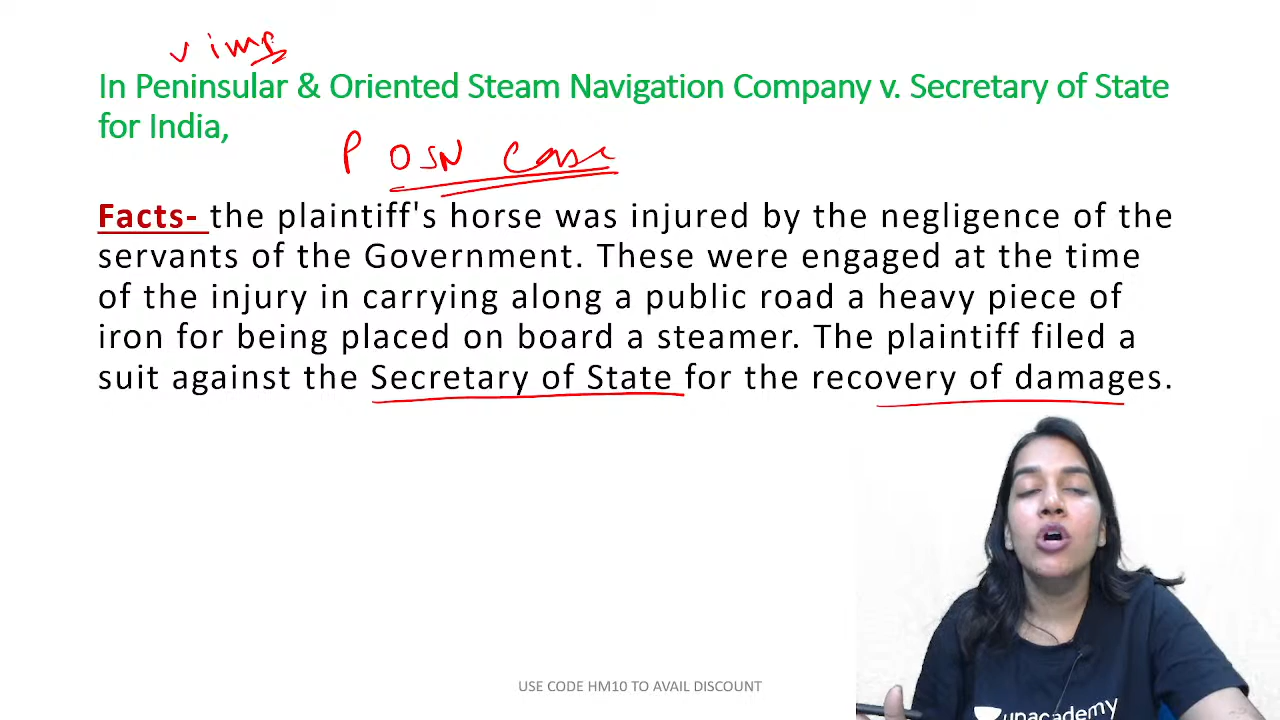 v imp
In Peninsular & Oriented Steam Navigation Company v. Secretary of State
for India,
P OSN Case
Facts- the plaintiff's horse was injured by the negligence of the
servants of the Government. These were engaged at the time
of the injury in carrying along a public road a heavy piece of
iron for being placed on board a steamer. The plaintiff filed a
suit against the Secretary of State for the recovery of damages.
unacademy
USE CODE HM10 TO AVAIL DISCOUNT